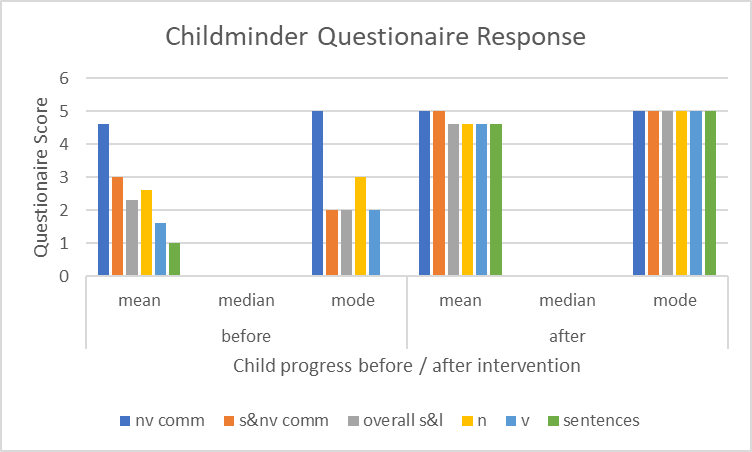 Childminder Questionaire Response
Questionaire Score
6
5
4
3
2
1
0
mean median mode mean median mode
before after
Child progress before / after intervention
nv comm s&nv comm overall s&l n v sentences